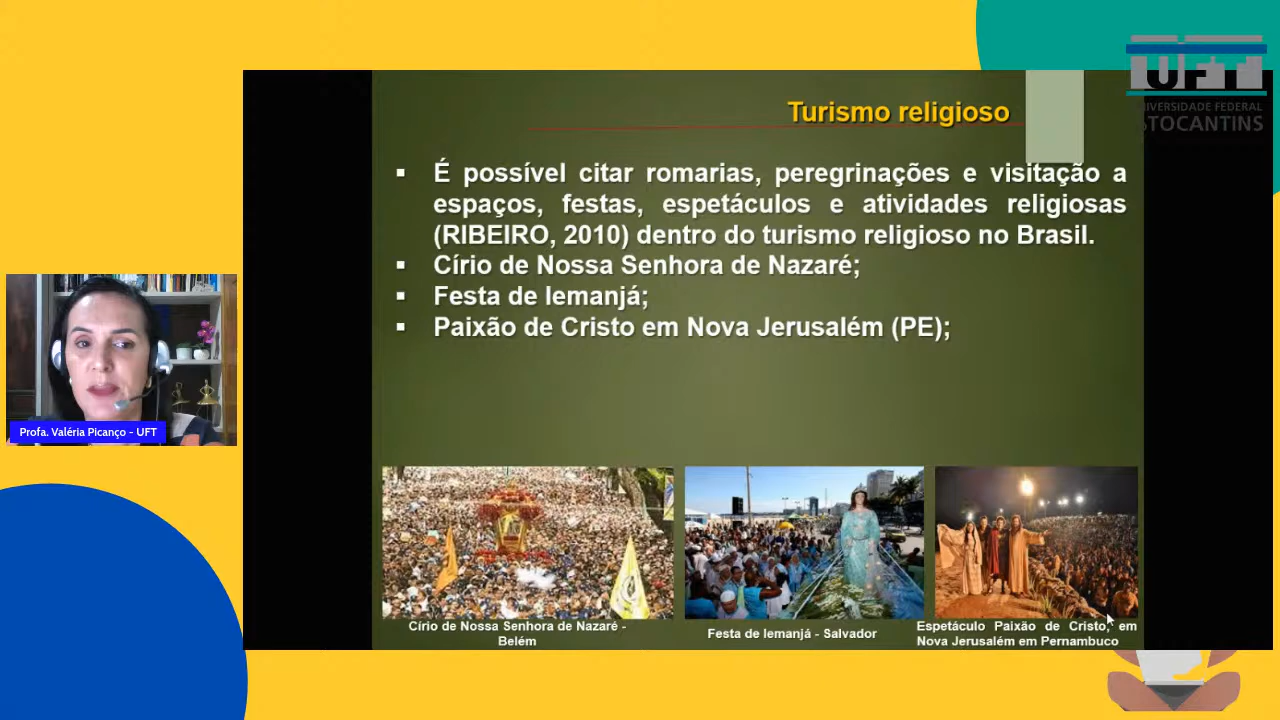 UFT
UNIVERSIDADE FEDERAL
TOCANTINS
Turismo religioso
▪ É possível citar romarias, peregrinações e visitação a
espaços, festas, espetáculos e atividades religiosas
(RIBEIRO, 2010) dentro do turismo religioso no Brasil.
▪ Círio de Nossa Senhora de Nazaré;
▪ Festa de Iemanjá;
▪ Paixão de Cristo em Nova Jerusalém (PE);
Profa. Valéria Picanço - UFT
Círio de Nossa Senhora de Nazaré -
Belém
Festa de Iemanjá - Salvador
Espetáculo Paixão de Cristo, em
Nova Jerusalém em Pernambuco